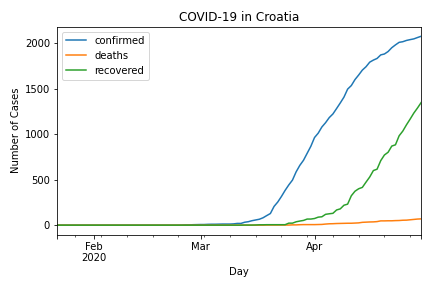 COVID-19 in Croatia
confirmed
deaths
recovered
Number of Cases
2000
1500
1000
500
0
Feb
2020
Mar
Apr
Day